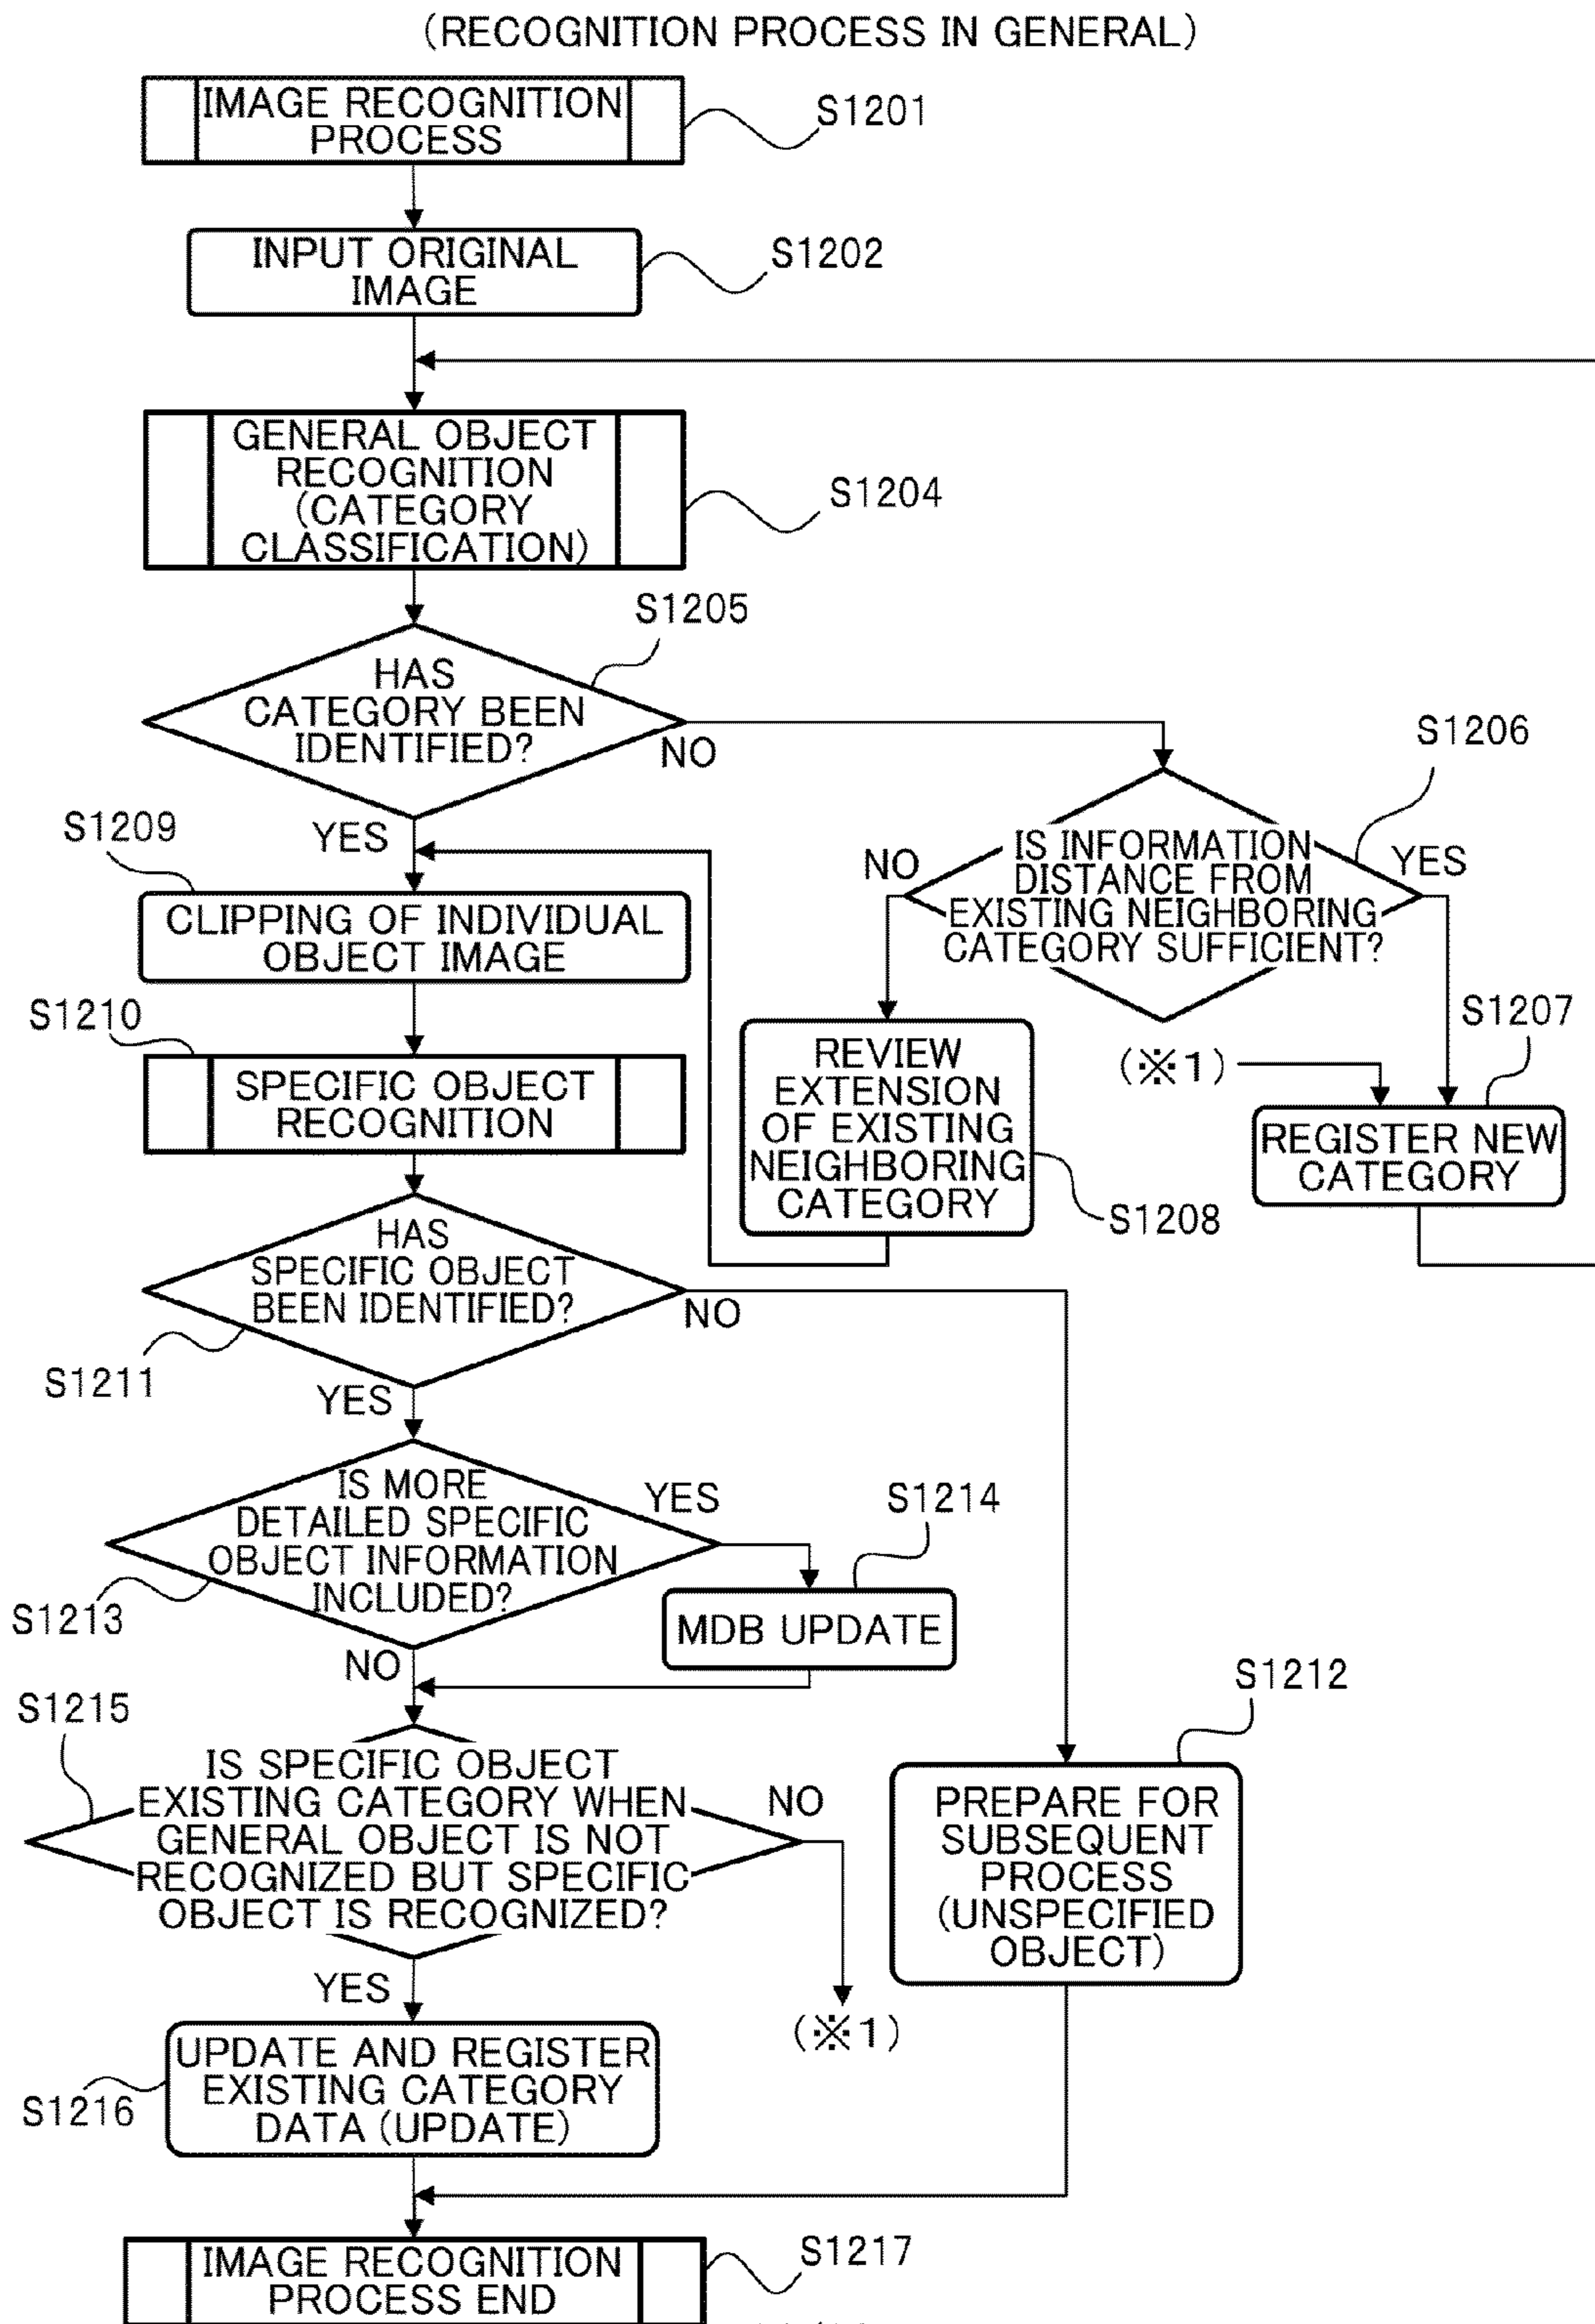 (RECOGNITION PROCESS IN GENERAL)
IMAGE RECOGNITION
PROCESS
S1201
INPUT ORIGINAL
IMAGE
S1202
GENERAL OBJECT
RECOGNITION
(CATEGORY
CLASSIFICATION)
S1204
S1205
HAS
CATEGORY BEEN
IDENTIFIED?
NO
YES
S1206
IS INFORMATION
DISTANCE FROM
EXISTING NEIGHBORING
CATEGORY SUFFICIENT?
NO
YES
S1209
CLIPPING OF INDIVIDUAL
OBJECT IMAGE
S1210
SPECIFIC OBJECT
RECOGNITION
REVIEW
EXTENSION
OF EXISTING
NEIGHBORING
CATEGORY
S1208
(※1)
S1207
REGISTER NEW
CATEGORY
HAS
SPECIFIC OBJECT
BEEN IDENTIFIED?
NO
S1211
YES
IS MORE
DETAILED SPECIFIC
OBJECT INFORMATION
INCLUDED?
YES
S1214
S1213
MDB UPDATE
NO
S1212
S1215
IS SPECIFIC OBJECT
EXISTING CATEGORY WHEN
GENERAL OBJECT IS NOT
RECOGNIZED BUT SPECIFIC
OBJECT IS RECOGNIZED?
NO
PREPARE FOR
SUBSEQUENT
PROCESS
(UNSPECIFIED
OBJECT)
YES
(※1)
UPDATE AND REGISTER
EXISTING CATEGORY
DATA (UPDATE)
S1216
IMAGE RECOGNITION
PROCESS END
S1217